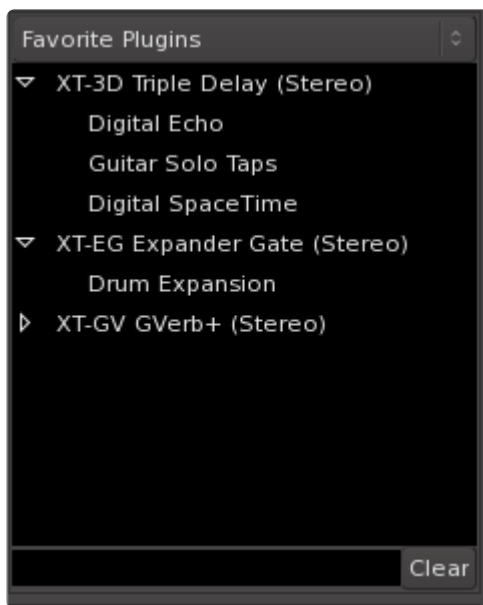 Favorite Plugins
XT-3D Triple Delay (Stereo)
Digital Echo
Guitar Solo Taps
Digital SpaceTime
XT-EG Expander Gate (Stereo)
Drum Expansion
XT-GV GVerb+ (Stereo)
Clear